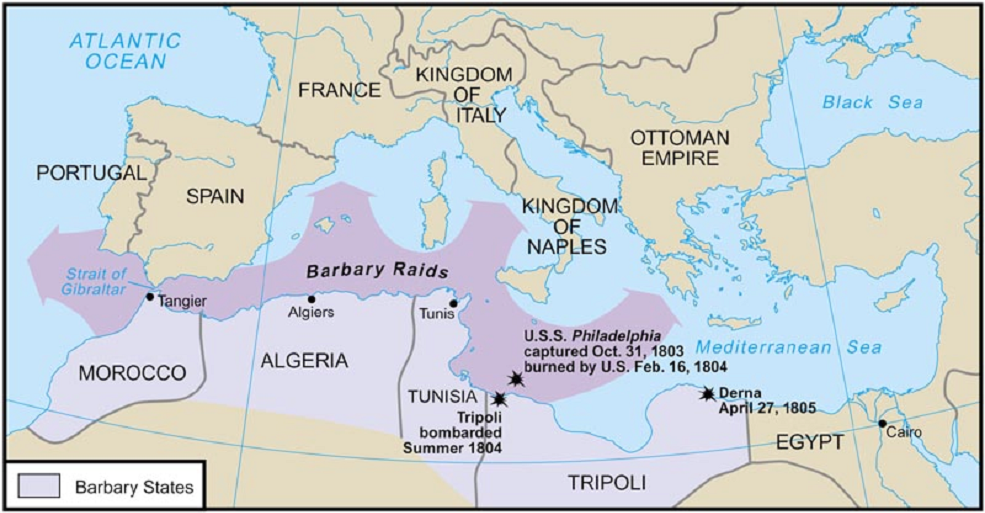 ATLANTIC
OCEAN
FRANCE
KINGDOM
OF
ITALY
Black Sea
OTTOMAN
EMPIRE
PORTUGAL
SPAIN
KINGDOM
OF
NAPLES
Barbary Raids
Strait of
Gibraltar
Tangier
Algiers
Tunis
U.S.S. Philadelphia
captured Oct. 31, 1803
burned by U.S. Feb. 16, 1804
Mediterranean Sea
MOROCCO
ALGERIA
TUNISIA
Tripoli
bombarded
Summer 1804
Derna
April 27, 1805
EGYPT
Cairo
TRIPOLI
Barbary States